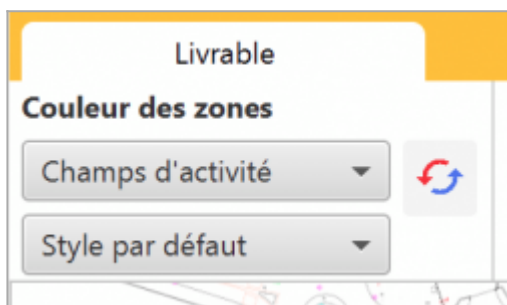 Livrable
Couleur des zones
Champs d'activité
Style par défaut